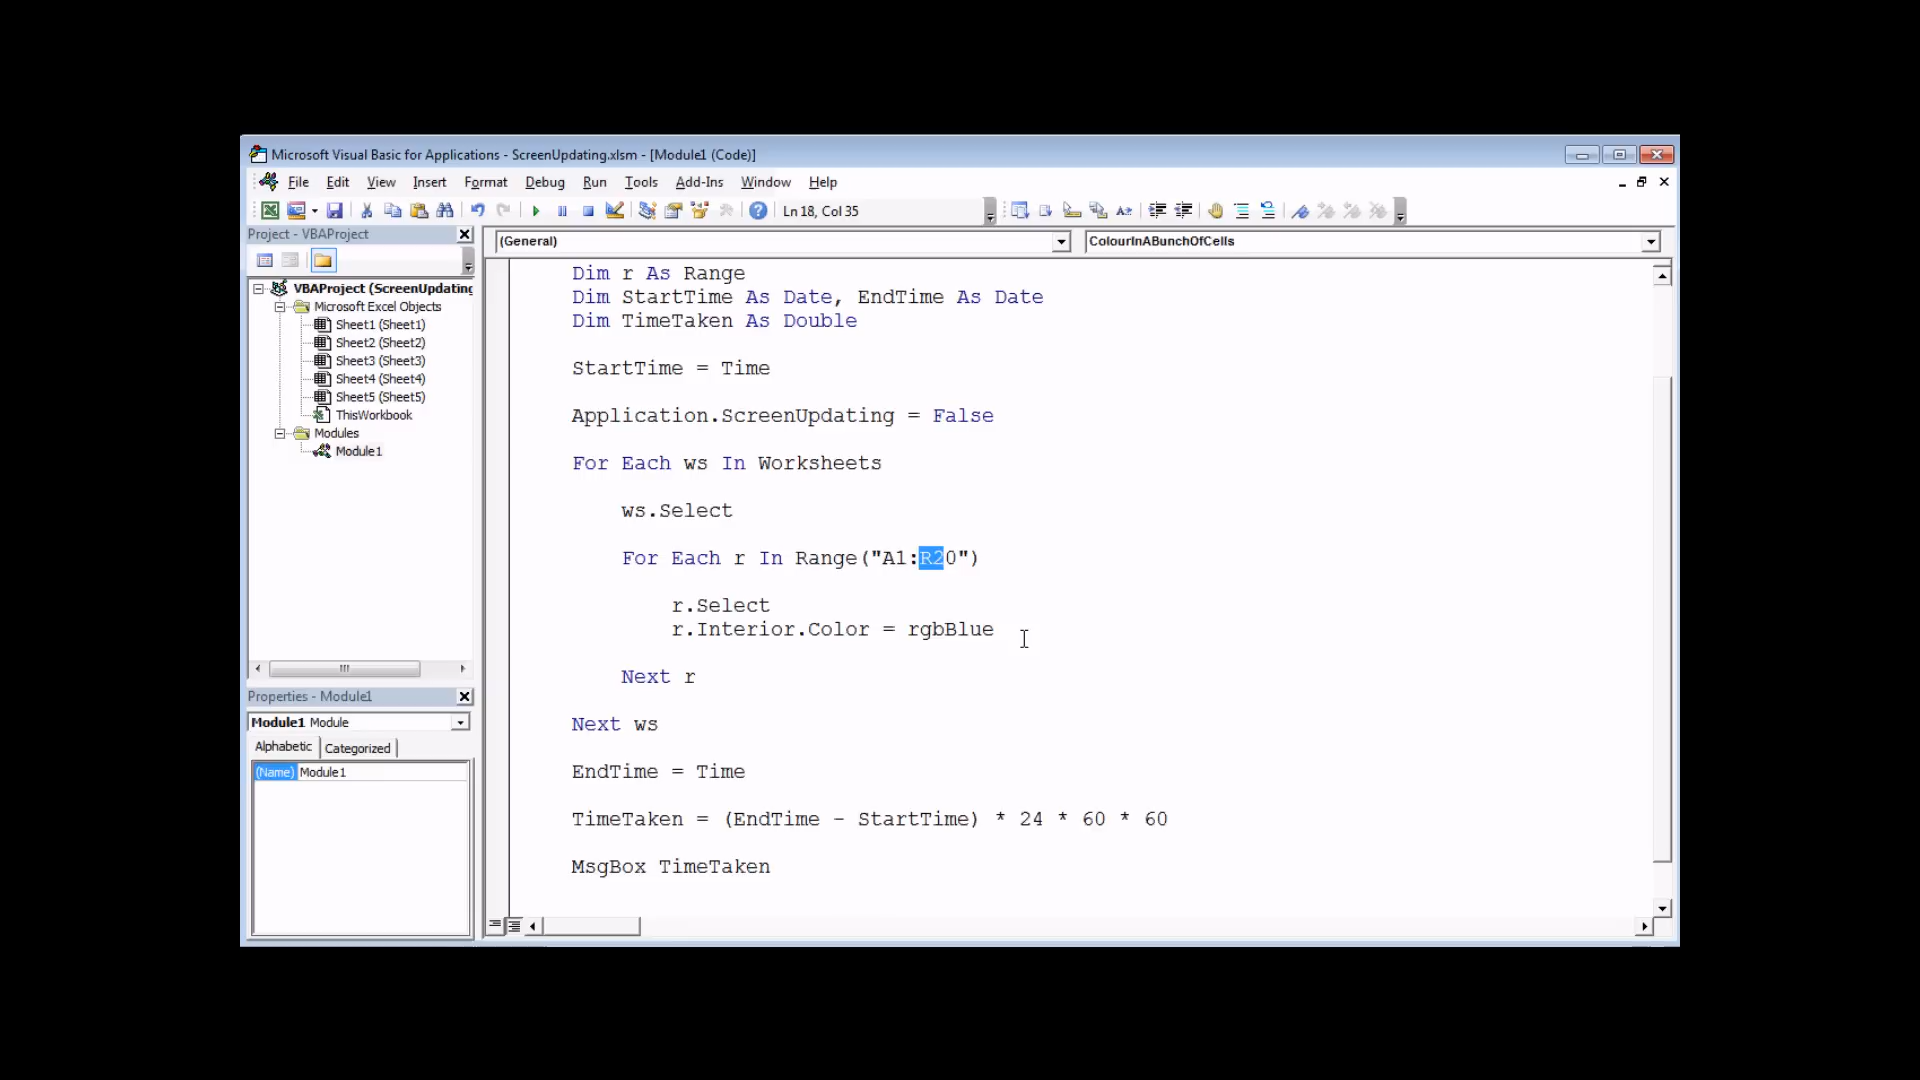 Microsoft Visual Basic for Applications - ScreenUpdating.xlsm - [Module1 (Code)]
File Edit View Insert Format Debug Run Tools Add-Ins Window Help
Ln 18, Col 35
Project - VBAProject
(General)
ColourInABunchOfCells
VBAProject (ScreenUpdating
Microsoft Excel Objects
Sheet1 (Sheet1)
Sheet2 (Sheet2)
Sheet3 (Sheet3)
Sheet4 (Sheet4)
Sheet5 (Sheet5)
ThisWorkbook
Modules
Module1
Properties - Module1
Module1 Module
Alphabetic Categorized
(Name) Module1
Dim r As Range
Dim StartTime As Date, EndTime As Date
Dim TimeTaken As Double
StartTime = Time
Application.ScreenUpdating = False
For Each ws In Worksheets
ws.Select
For Each r In Range("A1:R20")
r.Select
r.Interior.Color = rgbBlue
Next r
Next ws
EndTime = Time
TimeTaken = (EndTime - StartTime) * 24 * 60 * 60
MsgBox TimeTaken